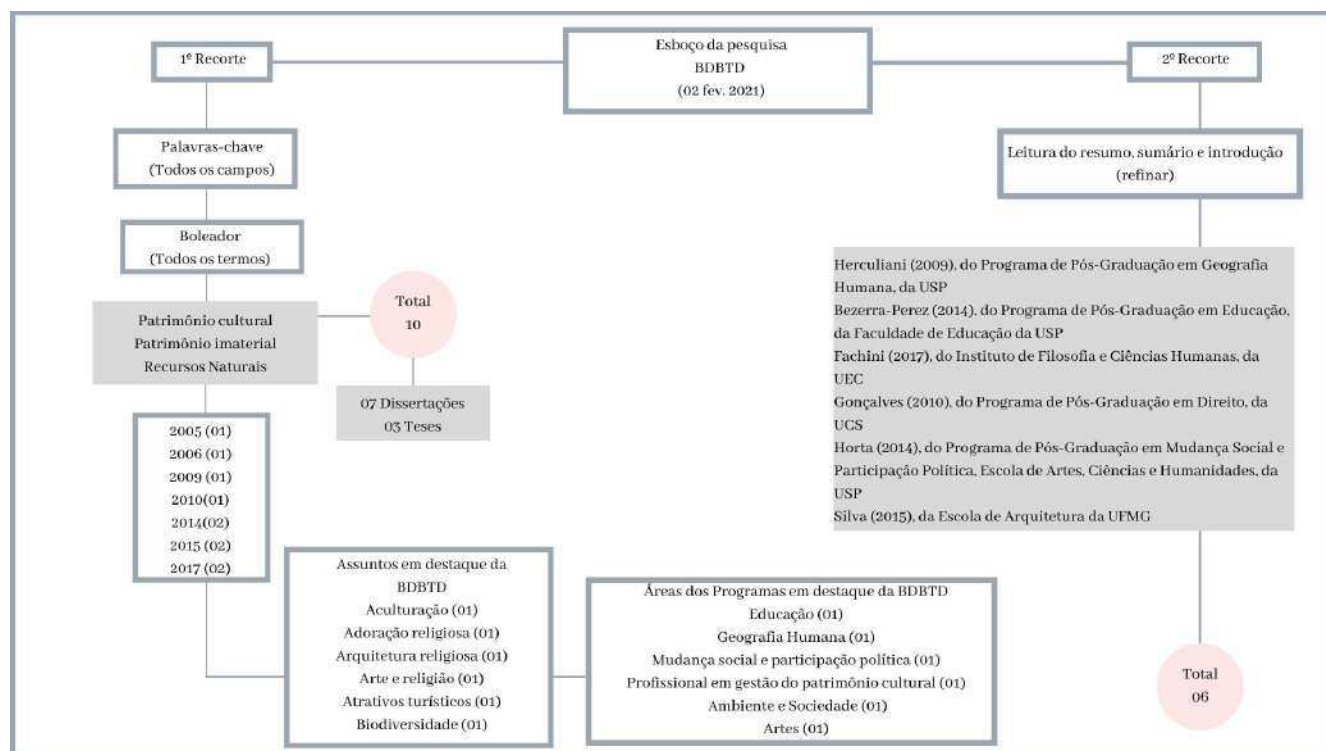 Esboço da pesquisa
BDBTD
(02 fev. 2021)
1º Recorte
Palavras-chave
(Todos os campos)
Boleador
(Todos os termos)
Patrimônio cultural
Patrimônio imaterial
Recursos Naturais
Total
10
07 Dissertações
03 Teses
2005 (01)
2006 (01)
2009 (01)
2010(01)
2014(02)
2015 (02)
2017 (02)
Assuntos em destaque da
BDBTD
Aculturação (01)
Adoração religiosa (01)
Arquitetura religiosa (01)
Arte e religião (01)
Atrativos turísticos (01)
Biodiversidade (01)
Áreas dos Programas em destaque da BDBTD
Educação (01)
Geografia Humana (01)
Mudança social e participação política (01)
Profissional em gestão do patrimônio cultural (01)
Ambiente e Sociedade (01)
Artes (01)
2º Recorte
Leitura do resumo, sumário e introdução
(refinar)
Herculiani (2009), do Programa de Pós-Graduação em Geografia
Humana, da USP
Bezerra-Perez (2014), do Programa de Pós-Graduação em Educação,
da Faculdade de Educação da USP
Fachini (2017), do Instituto de Filosofia e Ciências Humanas, da
UEC
Gonçalves (2010), do Programa de Pós-Graduação em Direito, da
UCS
Horta (2014), do Programa de Pós-Graduação em Mudança Social e
Participação Política, Escola de Artes, Ciências e Humanidades, da
USP
Silva (2015), da Escola de Arquitetura da UFMG
Total
06